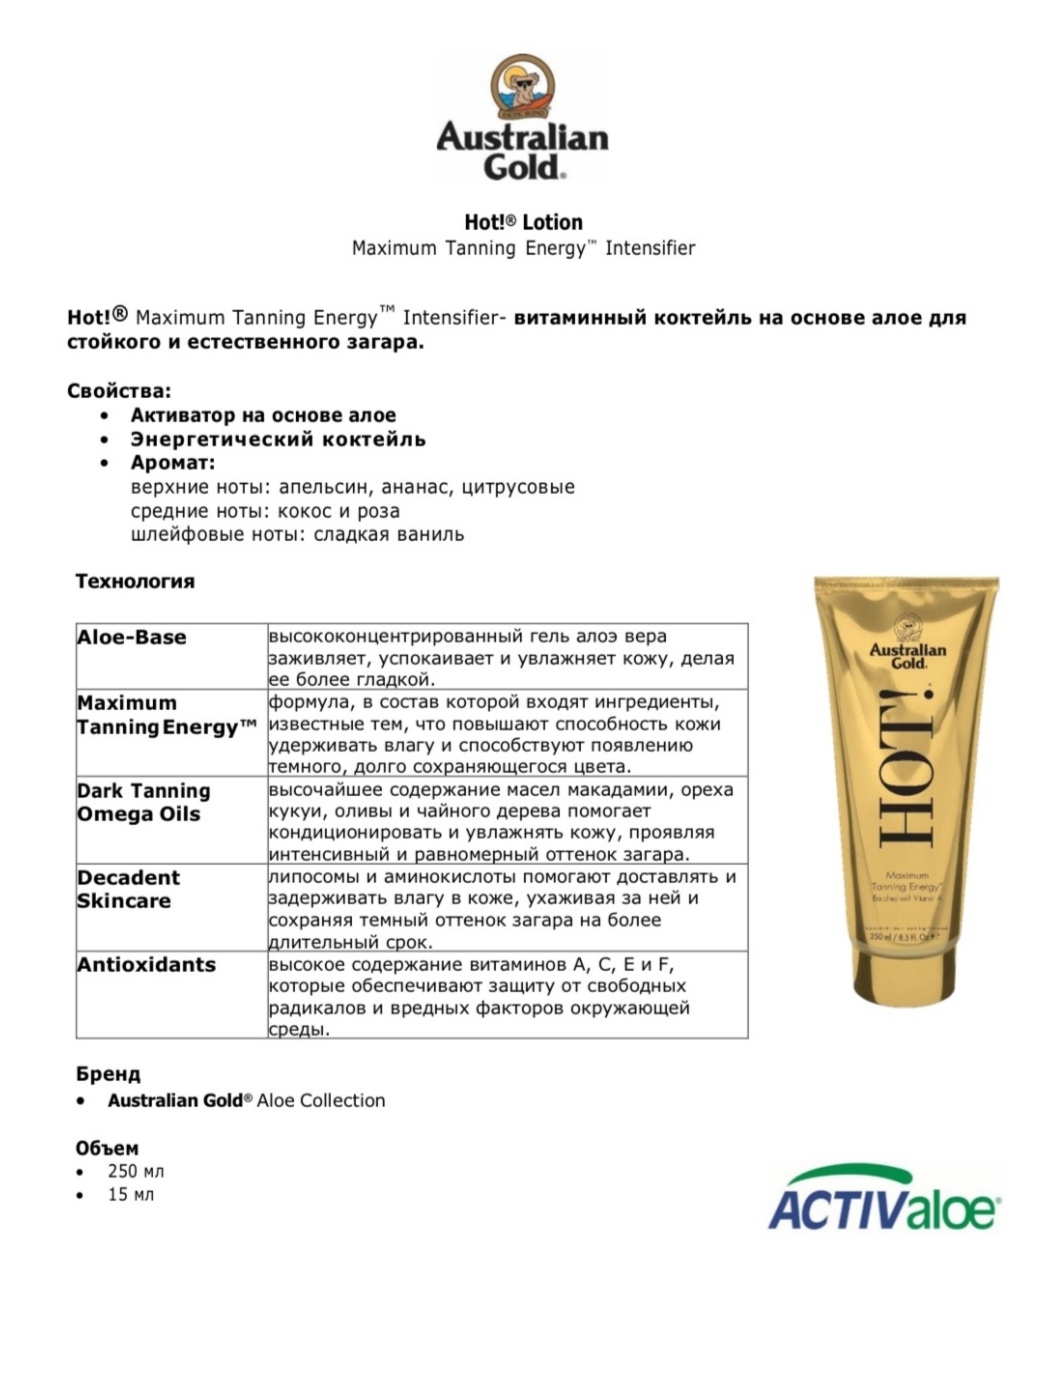 Australian
Gold®
Hot!® Lotion
Maximum Tanning Energy™ Intensifier
Hot!® Maximum Tanning Energy™ Intensifier- витаминный коктейль на основе алое для
стойкого и естественного загара.
Свойства:
• Активатор на основе алое
• Энергетический коктейль
• Аромат:
верхние ноты: апельсин, ананас, цитрусовые
средние ноты: кокос и роза
шлейфовые ноты: сладкая ваниль
Технология
Aloe-Base
высококонцентрированный гель алоэ вера
заживляет, успокаивает и увлажняет кожу, делая
ее более гладкой.
Maximum
Tanning Energy™
формула, в состав которой входят ингредиенты,
известные тем, что повышают способность кожи
удерживать влагу и способствуют появлению
темного, долго сохраняющегося цвета.
Dark Tanning
Omega Oils
высочайшее содержание масел макадамии, ореха
кукуи, оливы и чайного дерева помогает
кондиционировать и увлажнять кожу, проявляя
интенсивный и равномерный оттенок загара.
Decadent
Skincare
липосомы и аминокислоты помогают доставлять и
задерживать влагу в коже, ухаживая за ней и
сохраняя темный оттенок загара на более
длительный срок.
Antioxidants
высокое содержание витаминов А, С, Е и F,
которые обеспечивают защиту от свободных
радикалов и вредных факторов окружающей
среды.
Australian
Gold.
HOT!
Maximum
Tanning Energy™
250 ml / 8.5 Fl. Oz. e
Бренд
• Australian Gold® Aloe Collection
Объем
• 250 мл
• 15 мл
ACTIValoe®